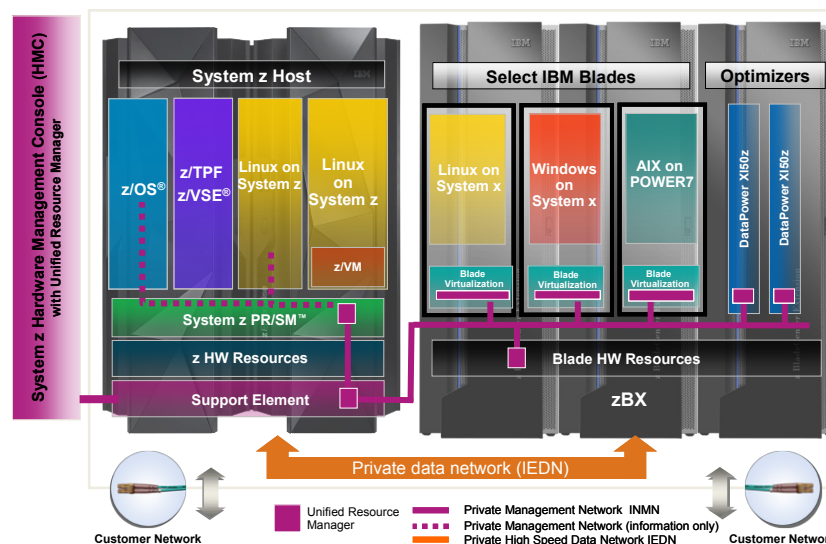 System z Hardware Management Console (HMC)
with Unified Resource Manager
IBM
IBM
IBM
IBM
System z Host
Select IBM Blades
Optimizers
z/OS®
z/TPF
z/VSE®
Linux on
System z
Linux
on
System z
z/VM
Linux on
System x
Windows
on
System x
AIX on
POWER7
DataPower XI50z
DataPower XI50z
Blade
Virtualization
Blade
Virtualization
Blade
Virtualization
System z PR/SM™
z HW Resources
Support Element
Blade HW Resources
zBX
Private data network (IEDN)
Customer Network
Unified Resource
Manager
Private Management Network INMN
Private Management Network (information only)
Private High Speed Data Network IEDN
Customer Network